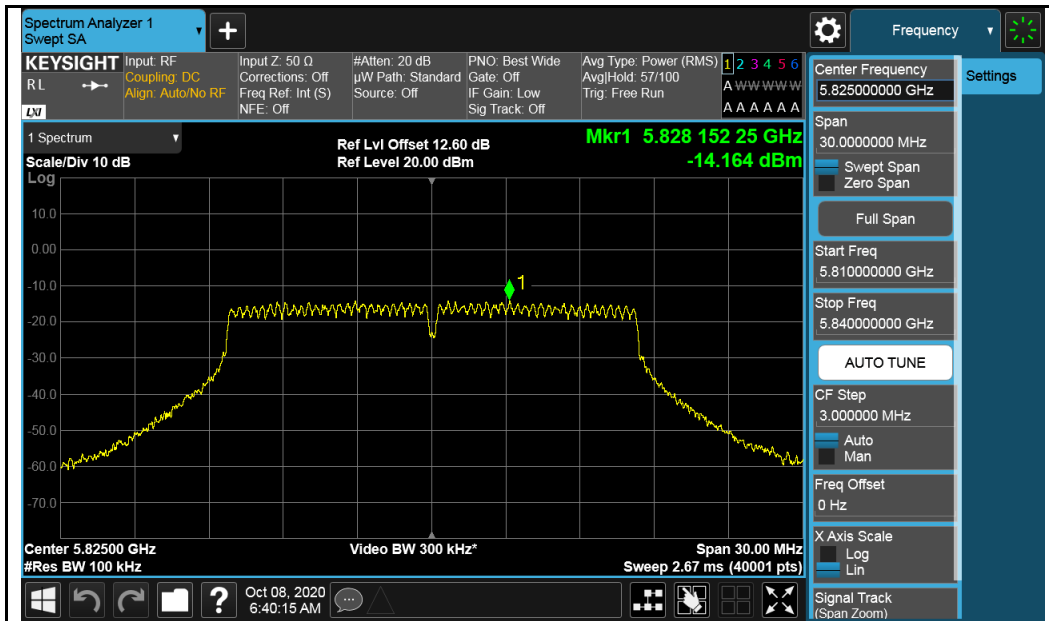 Spectrum Analyzer 1
Swept SA
Frequency
Settings
KEYSIGHT
R L
LXI
Input: RF
Coupling: DC
Align: Auto/No RF
Input Z: 50 Ω
Corrections: Off
Freq Ref: Int (S)
NFE: Off
#Atten: 20 dB
µW Path: Standard
Source: Off
PNO: Best Wide
Gate: Off
IF Gain: Low
Sig Track: Off
Avg Type: Power (RMS)
Avg|Hold: 57/100
Trig: Free Run
1 2 3 4 5 6
A W W W W W
A A A A A A
1 Spectrum
Scale/Div 10 dB
Ref Lvl Offset 12.60 dB
Ref Level 20.00 dBm
Mkr1 5.828 152 25 GHz
-14.164 dBm
Log
10.0
0.00
-10.0
-20.0
-30.0
-40.0
-50.0
-60.0
-70.0
1
Center 5.82500 GHz
#Res BW 100 kHz
Video BW 300 kHz*
Span 30.00 MHz
Sweep 2.67 ms (40001 pts)
Center Frequency
5.825000000 GHz
Span
30.0000000 MHz
Swept Span
Zero Span
Full Span
Start Freq
5.810000000 GHz
Stop Freq
5.840000000 GHz
AUTO TUNE
CF Step
3.000000 MHz
Auto
Man
Freq Offset
0 Hz
X Axis Scale
Log
Lin
Signal Track
(Span Zoom)
?
Oct 08, 2020
6:40:15 AM